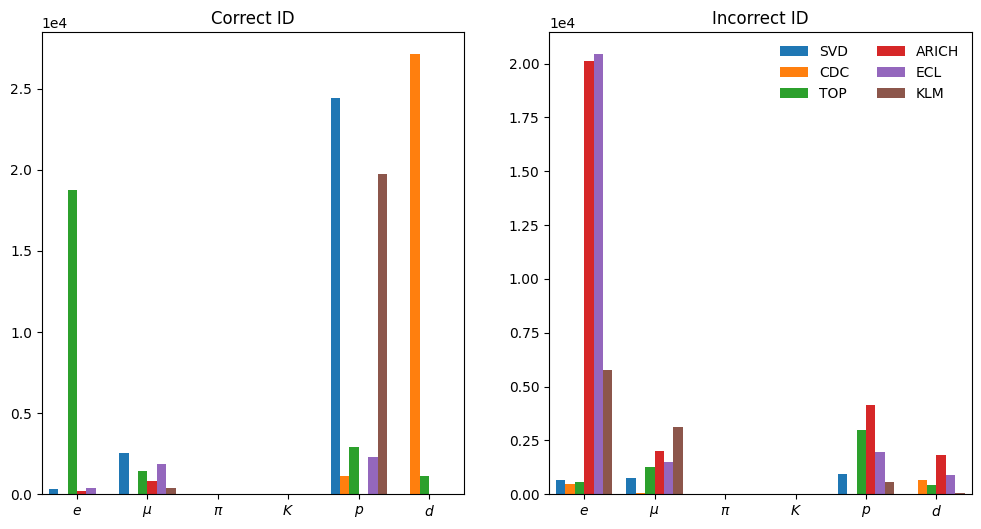 Correct ID
1e4
2.5
2.0
1.5
1.0
0.5
0.0
e μ π K p d
Incorrect ID
1e4
2.00
1.75
1.50
1.25
1.00
0.75
0.50
0.25
0.00
e μ π K p d
SVD ARICH
CDC ECL
TOP KLM